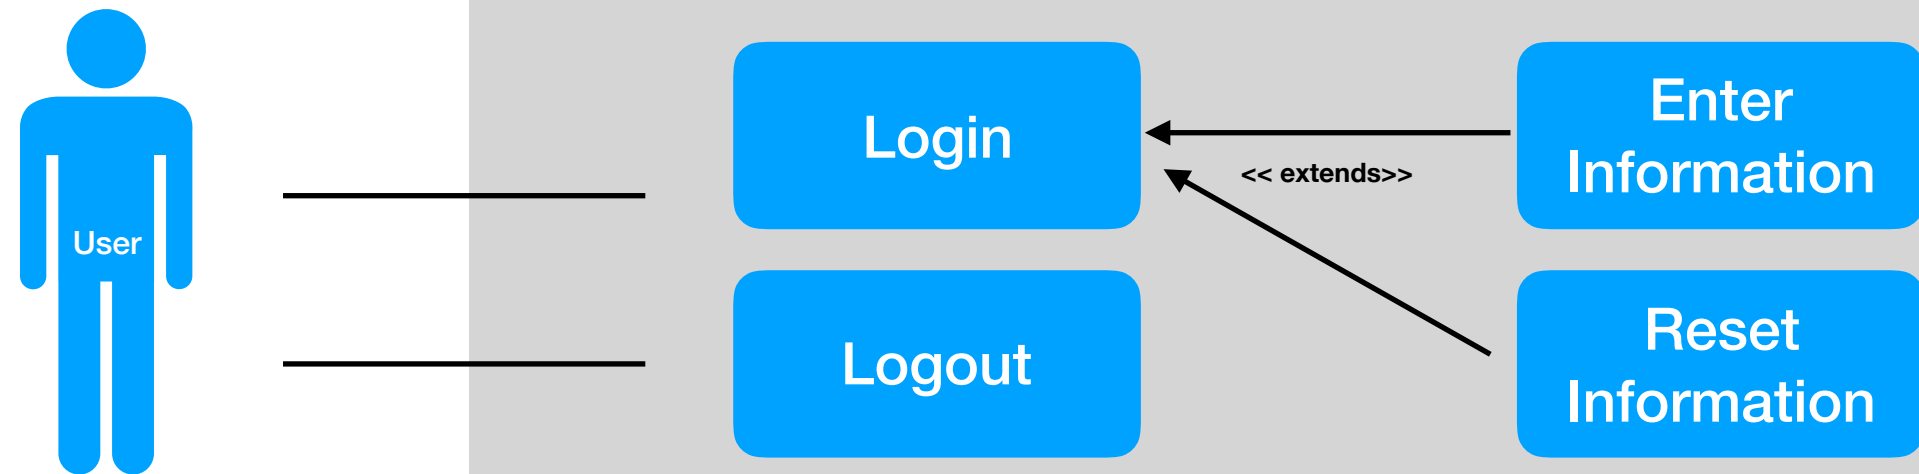 User
Login
<< extends>>
Enter
Information
Logout
Reset
Information